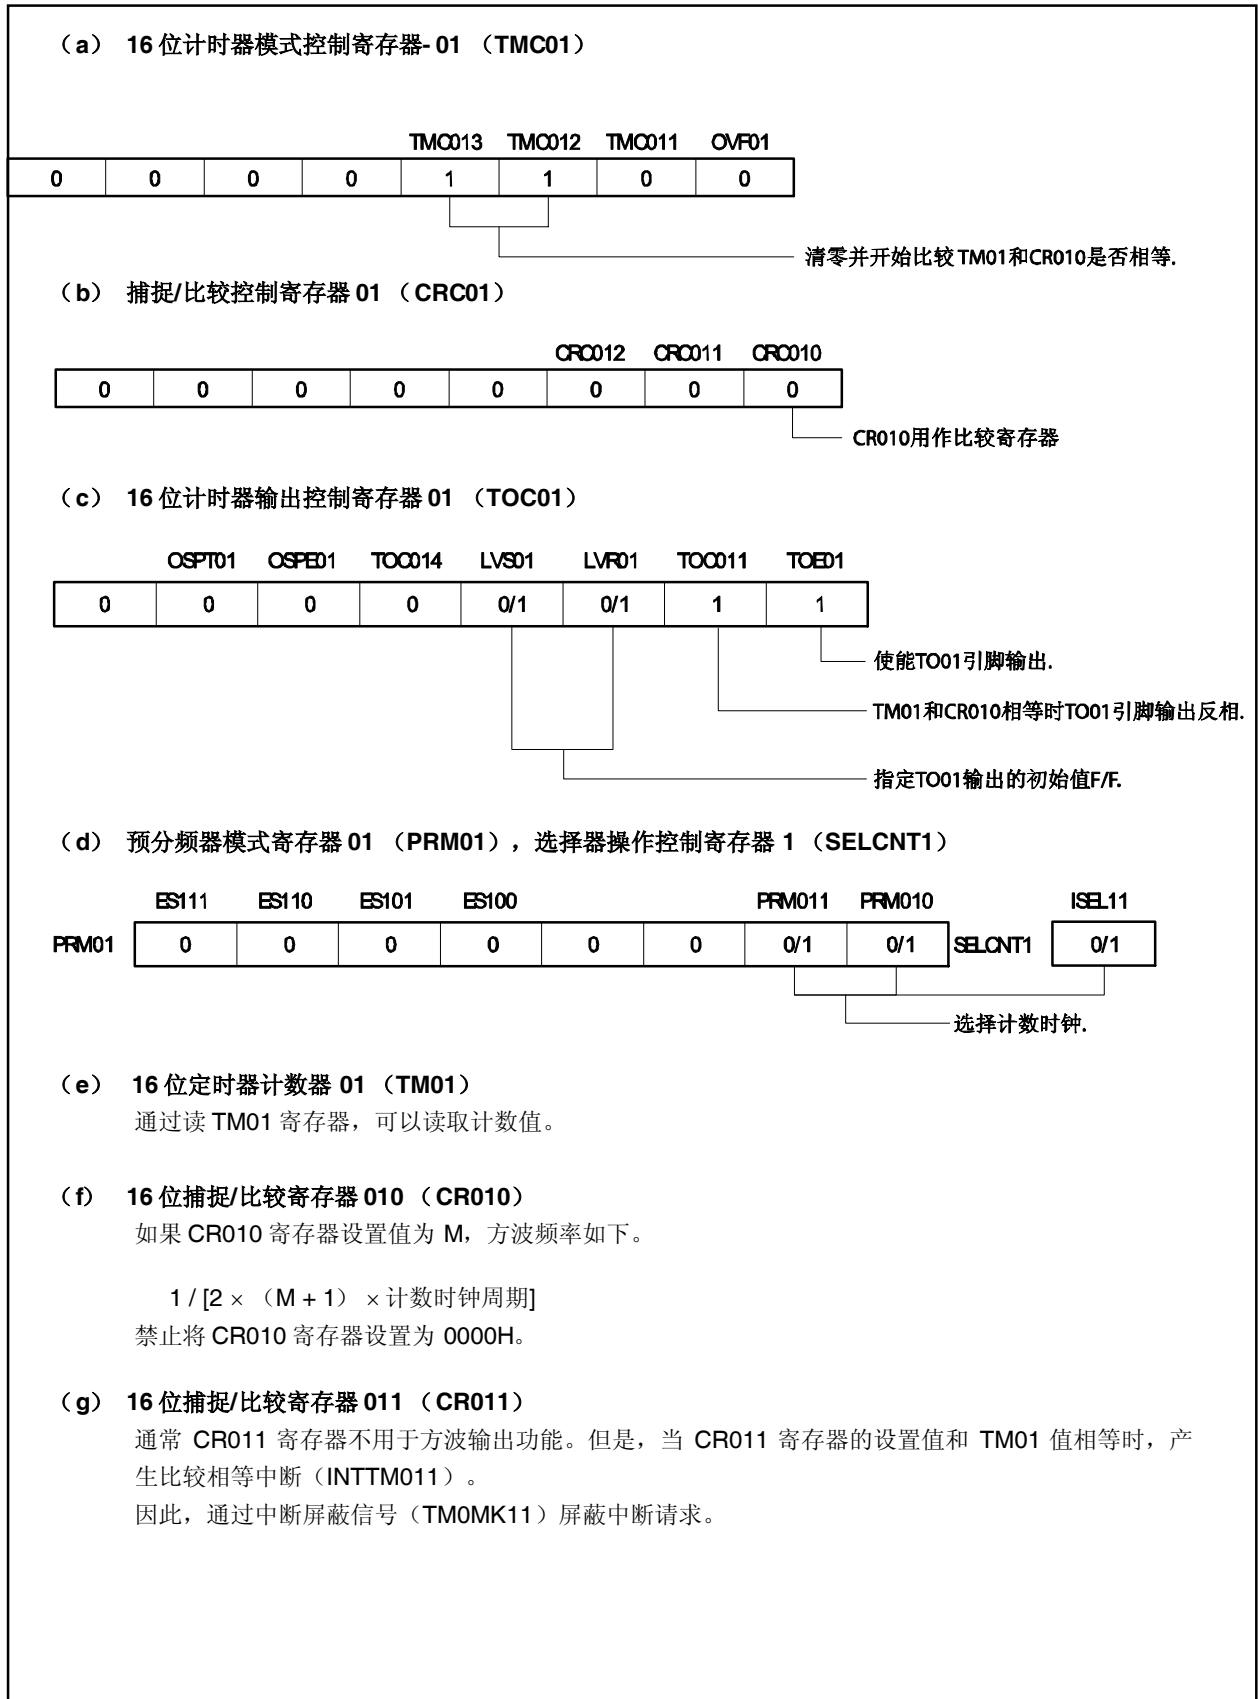 （a） 16 位计时器模式控制寄存器- 01 （TMC01）
TMC013 TMC012 TMC011 OVF01
0 0 0 0 1 1 0 0
清零并开始比较 TM01和CR010是否相等.
（b） 捕捉/比较控制寄存器 01 （CRC01）
CRC012 CRC011 CRC010
0 0 0 0 0 0 0 0
CR010用作比较寄存器
（c） 16 位计时器输出控制寄存器 01 （TOC01）
OSPT01 OSPE01 TOC014 LVS01 LVR01 TOC011 TOE01
0 0 0 0 0/1 0/1 1 1
使能TO01引脚输出.
TM01和CR010相等时TO01引脚输出反相.
指定TO01输出的初始值F/F.
（d） 预分频器模式寄存器 01 （PRM01），选择器操作控制寄存器 1 （SELCNT1）
ES111 ES110 ES101 ES100 PRM011 PRM010 ISEL11
PRM01 0 0 0 0 0 0 0/1 0/1 SELCNT1 0/1
选择计数时钟.
（e） 16 位定时器计数器 01 （TM01）
通过读 TM01 寄存器，可以读取计数值。
（f） 16 位捕捉/比较寄存器 010 （CR010）
如果 CR010 寄存器设置值为 M，方波频率如下。
1 / [2 × （M + 1） × 计数时钟周期]
禁止将 CR010 寄存器设置为 0000H。
（g） 16 位捕捉/比较寄存器 011 （CR011）
通常 CR011 寄存器不用于方波输出功能。但是，当 CR011 寄存器的设置值和 TM01 值相等时，产
生比较相等中断（INTTM011）。
因此，通过中断屏蔽信号（TM0MK11）屏蔽中断请求。